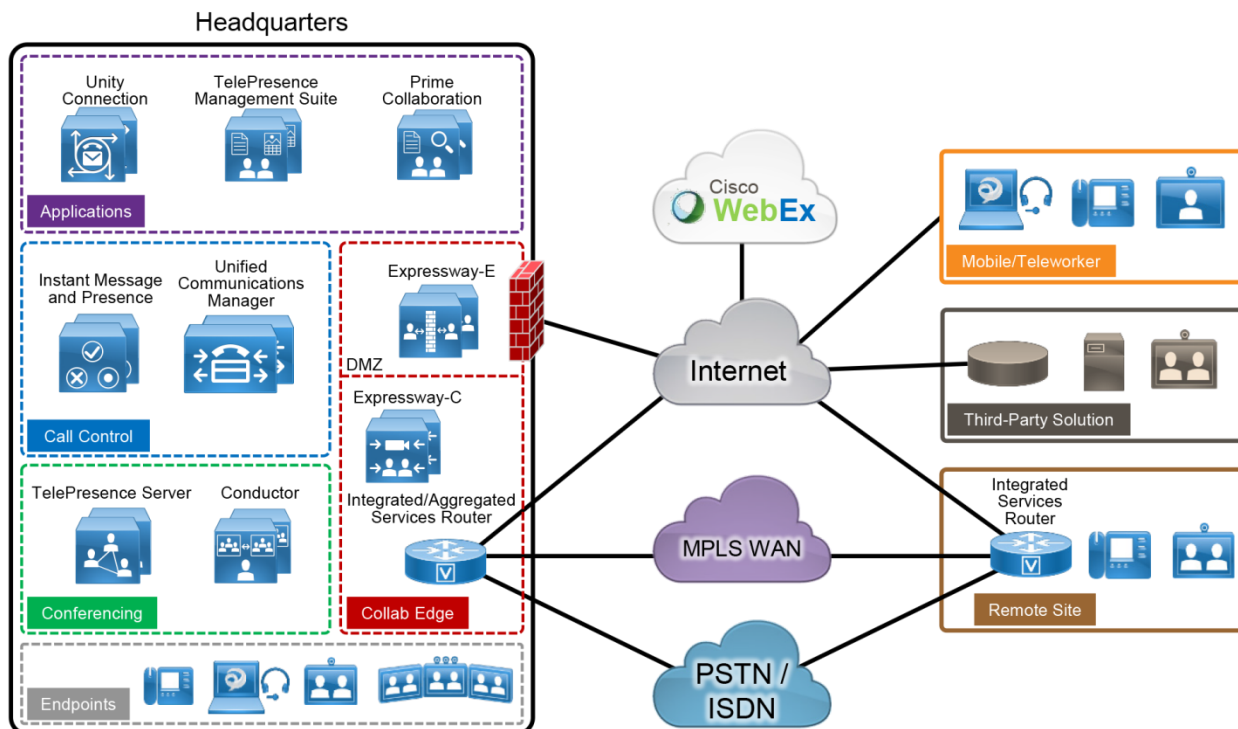 Headquarters
Unity
Connection
TelePresence
Management Suite
Prime
Collaboration
Applications
Instant Message
and Presence
Unified
Communications
Manager
Call Control
Expressway-E
DMZ
Expressway-C
Integrated/Aggregated
Services Router
V
Collab Edge
TelePresence Server
Conductor
Conferencing
Endpoints
Cisco
WebEx
Internet
MPLS WAN
PSTN /
ISDN
Mobile/Teleworker
Third-Party Solution
Integrated
Services
Router
V
Remote Site